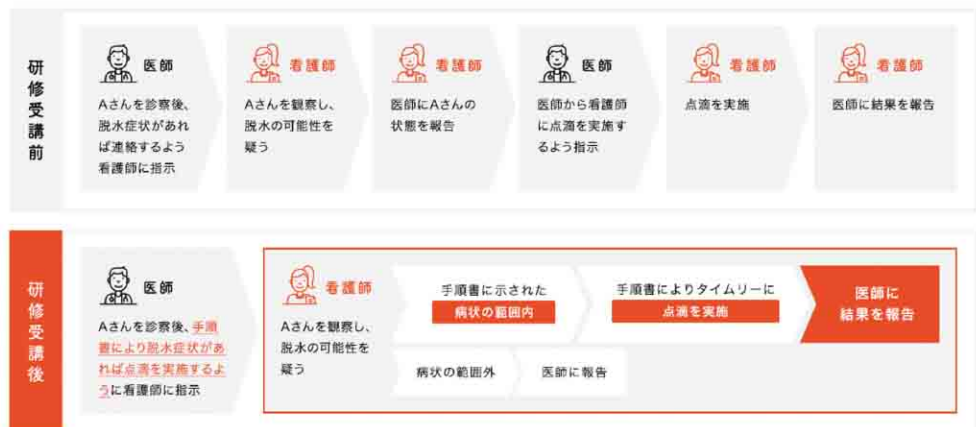 研修受講前
医師
Aさんを診察後、
脱水症状があれ
ば連絡するよう
看護師に指示
看護師
Aさんを観察し、
脱水の可能性を
疑う
看護師
医師にAさんの
状態を報告
医師
医師から看護師
に点滴を実施す
るよう指示
看護師
点滴を実施
看護師
医師に結果を報告
研修受講後
医師
Aさんを診察後、手順
書により脱水症状があ
れば点滴を実施するよ
うに看護師に指示
看護師
Aさんを観察し、
脱水の可能性を
疑う
手順書に示された
病状の範囲内
手順書によりタイムリーに
点滴を実施
医師に
結果を報告
病状の範囲外
医師に報告